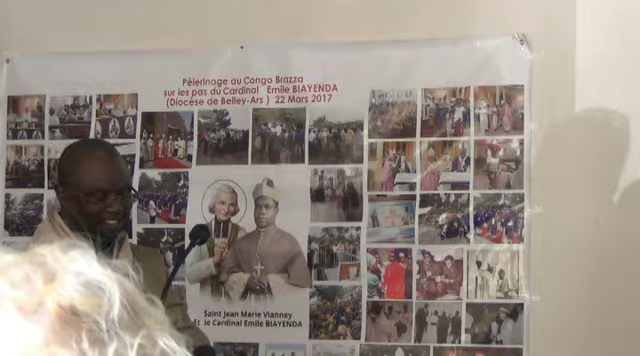 Pèlerinage au Congo Brazza
sur les pas du Cardinal Emile BIAYENDA
(Diocèse de Belley-Ars ) 22 Mars 2017
Saint Jean Marie Vianney
Et le Cardinal Emile BIAYENDA